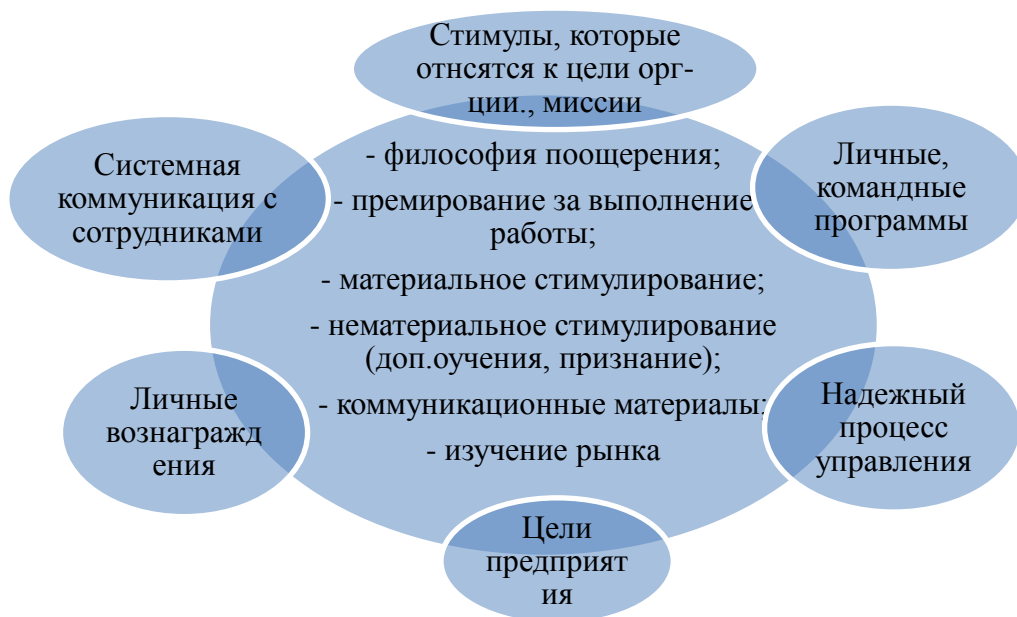 Стимулы, которые
отнсятся к цели орг-
ции., миссии
Системная
коммуникация с
сотрудниками
- философия поощерения;
- премирование за выполнение
работы;
- материальное стимулирование;
- нематериальное стимулирование
(доп.оучения, признание);
- коммуникационные материалы;
- изучение рынка
Личные,
командные
программы
Личные
вознагражд
ения
Надежный
процесс
управления
Цели
предприят
ия